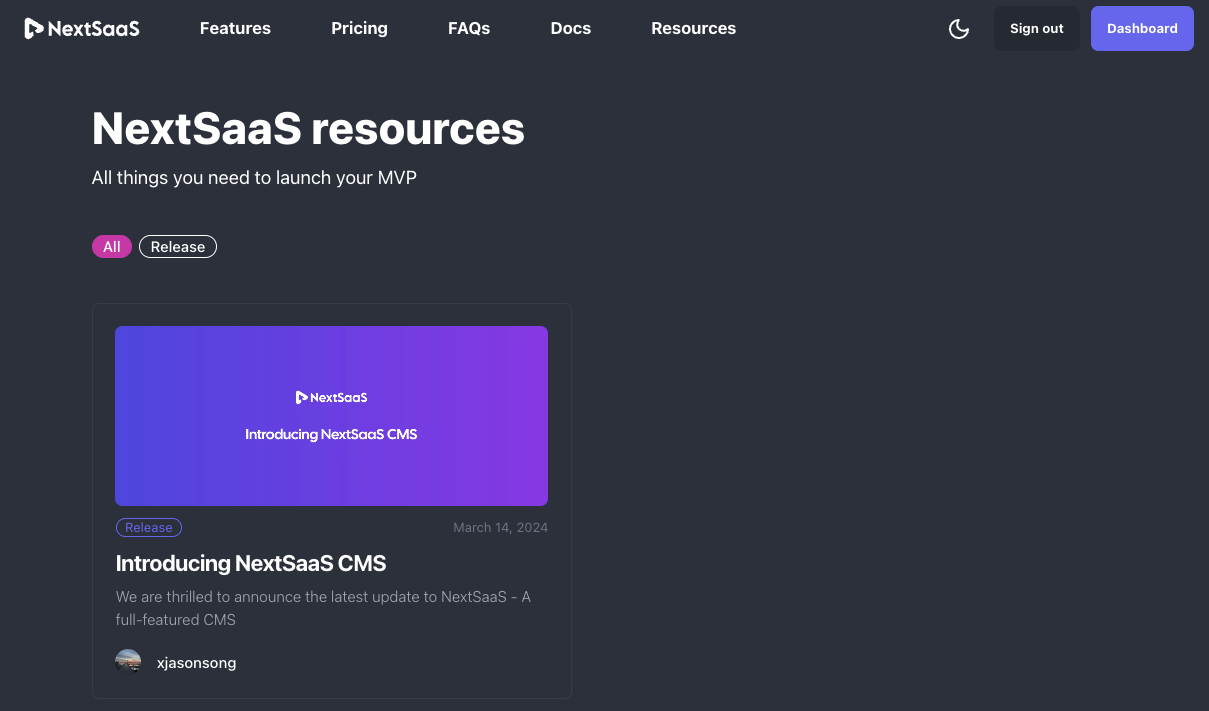 NextSaaS Features Pricing FAQs Docs Resources Sign out Dashboard
NextSaaS resources
All things you need to launch your MVP
All Release
NextSaaS
Introducing NextSaaS CMS
Release March 14, 2024
Introducing NextSaaS CMS
We are thrilled to announce the latest update to NextSaaS - A
full-featured CMS
xjasonsong